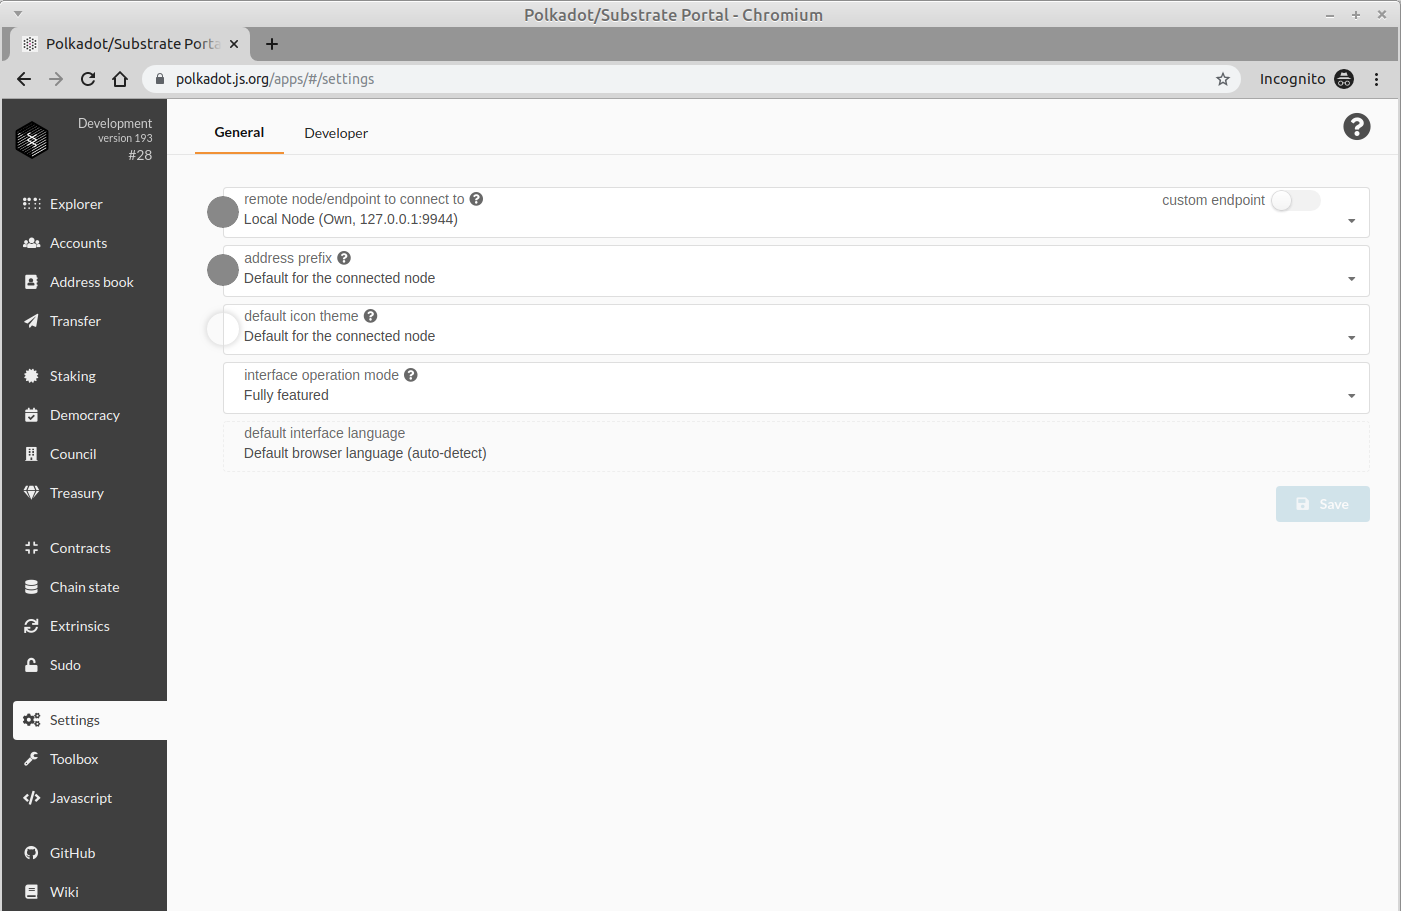 Polkadot/Substrate Portal - Chromium
Polkadot/Substrate Porta
polkadot.js.org/apps/#/settings
Incognito
Development
version 193
#28
Explorer
Accounts
Address book
Transfer
Staking
Democracy
Council
Treasury
Contracts
Chain state
Extrinsics
Sudo
Settings
Toolbox
Javascript
GitHub
Wiki
General
Developer
remote node/endpoint to connect to
custom endpoint
Local Node (Own, 127.0.0.1:9944)
address prefix
Default for the connected node
default icon theme
Default for the connected node
interface operation mode
Fully featured
default interface language
Default browser language (auto-detect)
Save